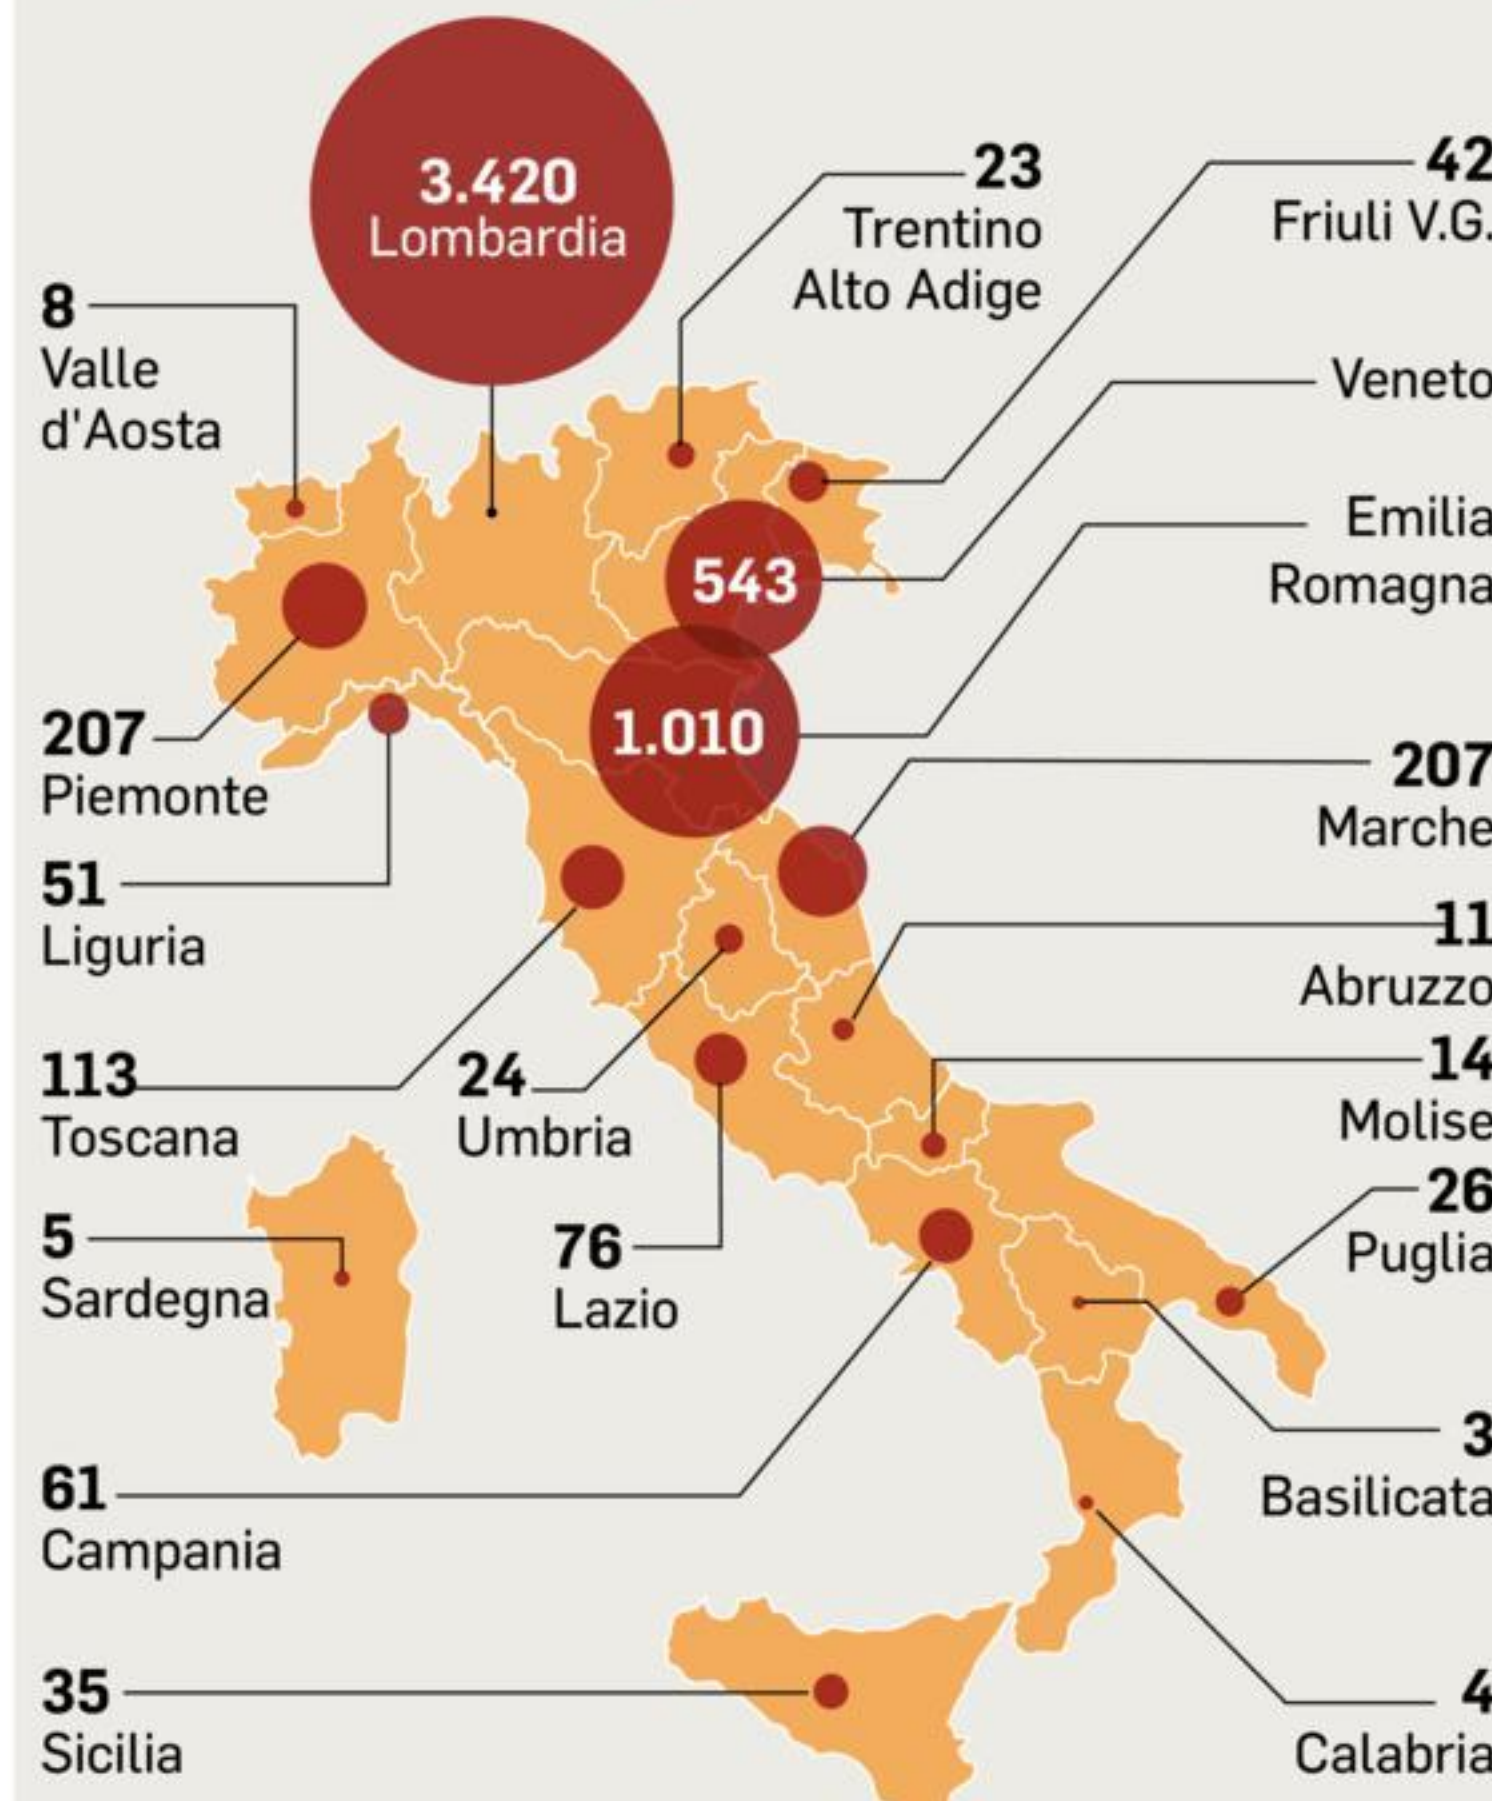 3.420
Lombardia
23
Trentino
Alto Adige
42
Friuli V.G.
8
Valle
d'Aosta
Veneto
543
Emilia
Romagna
1.010
207
Piemonte
207
Marche
51
Liguria
11
Abruzzo
113
Toscana
24
Umbria
14
Molise
5
Sardegna
76
Lazio
26
Puglia
61
Campania
3
Basilicata
35
Sicilia
4
Calabria